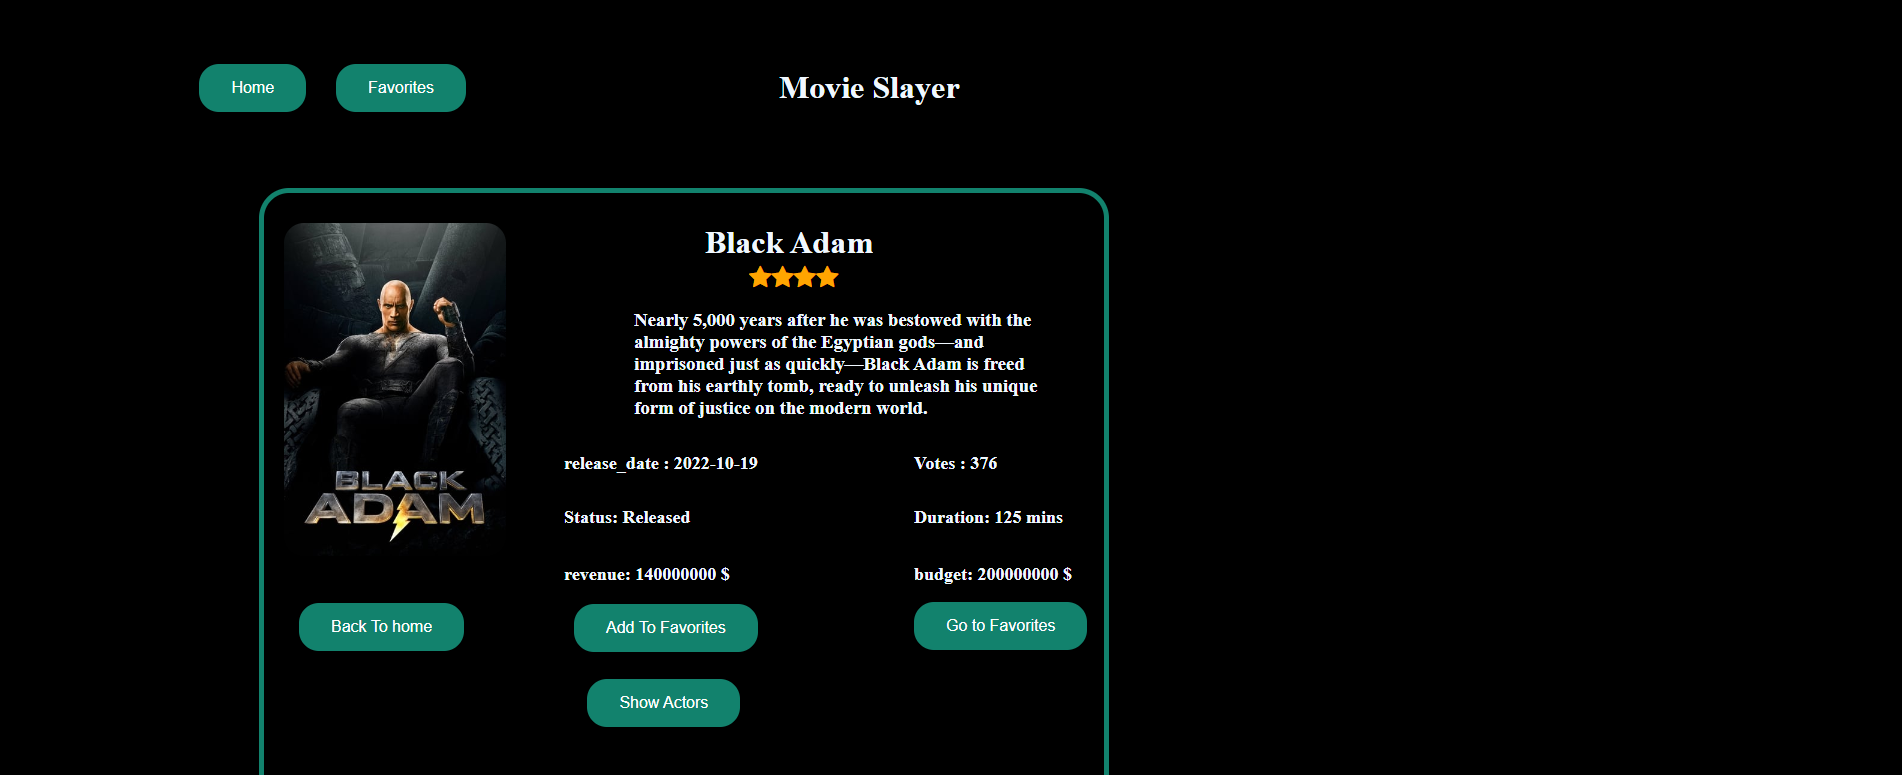 Home
Favorites
Movie Slayer
Black Adam
Nearly 5,000 years after he was bestowed with the
almighty powers of the Egyptian gods—and
imprisoned just as quickly—Black Adam is freed
from his earthly tomb, ready to unleash his unique
form of justice on the modern world.
BLACK
ADAM
release_date : 2022-10-19
Votes : 376
Status: Released
Duration: 125 mins
revenue: 140000000 $
budget: 200000000 $
Back To home
Add To Favorites
Go to Favorites
Show Actors